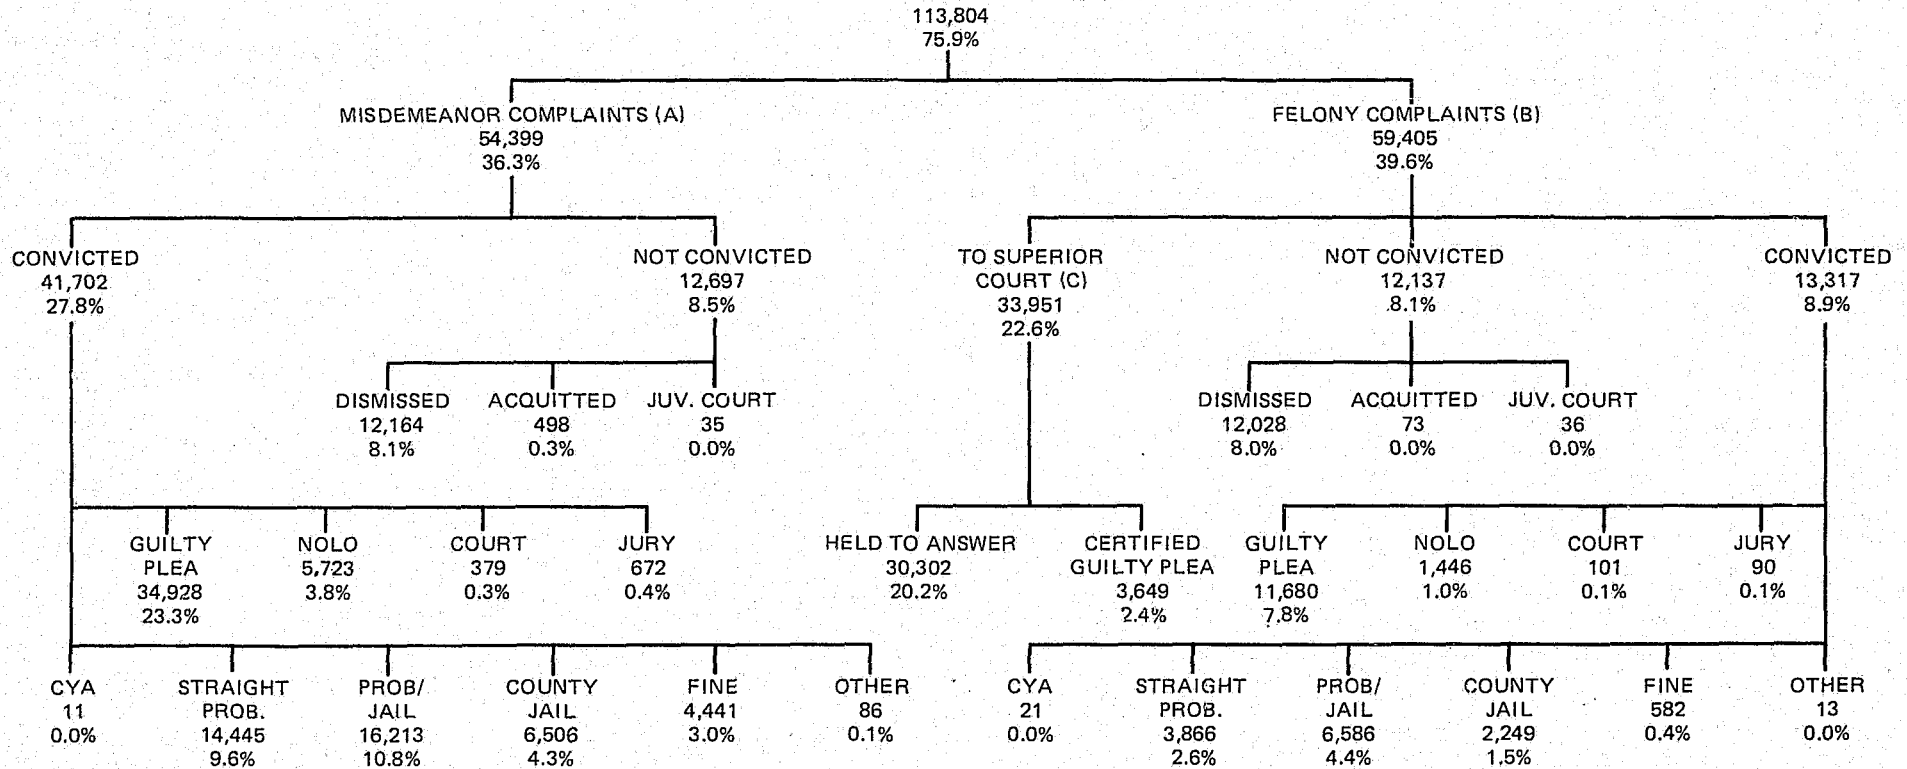 113,804
75.9%
MISDEMEANOR COMPLAINTS (A)
54,399
36.3%
FELONY COMPLAINTS (B)
59,405
39.6%
CONVICTED
41,702
27.8%
NOT CONVICTED
12,697
8.5%
TO SUPERIOR
COURT (C)
33,951
22.6%
NOT CONVICTED
12,137
8.1%
CONVICTED
13,317
8.9%
DISMISSED
12,164
8.1%
ACQUITTED
498
0.3%
JUV. COURT
35
0.0%
DISMISSED
12,028
8.0%
ACQUITTED
73
0.0%
JUV. COURT
36
0.0%
GUILTY
PLEA
34,928
23.3%
NOLO
5,723
3.8%
COURT
379
0.3%
JURY
672
0.4%
HELD TO ANSWER
30,302
20.2%
CERTIFIED
GUILTY PLEA
3,649
2.4%
GUILTY
PLEA
11,680
7.8%
NOLO
1,446
1.0%
COURT
101
0.1%
JURY
90
0.1%
CYA
11
0.0%
STRAIGHT
PROB.
14,445
9.6%
PROB/
JAIL
16,213
10.8%
COUNTY
JAIL
6,506
4.3%
FINE
4,441
3.0%
OTHER
86
0.1%
CYA
21
0.0%
STRAIGHT
PROB.
3,866
2.6%
PROB/
JAIL
6,586
4.4%
COUNTY
JAIL
2,249
1.5%
FINE
582
0.4%
OTHER
13
0.0%